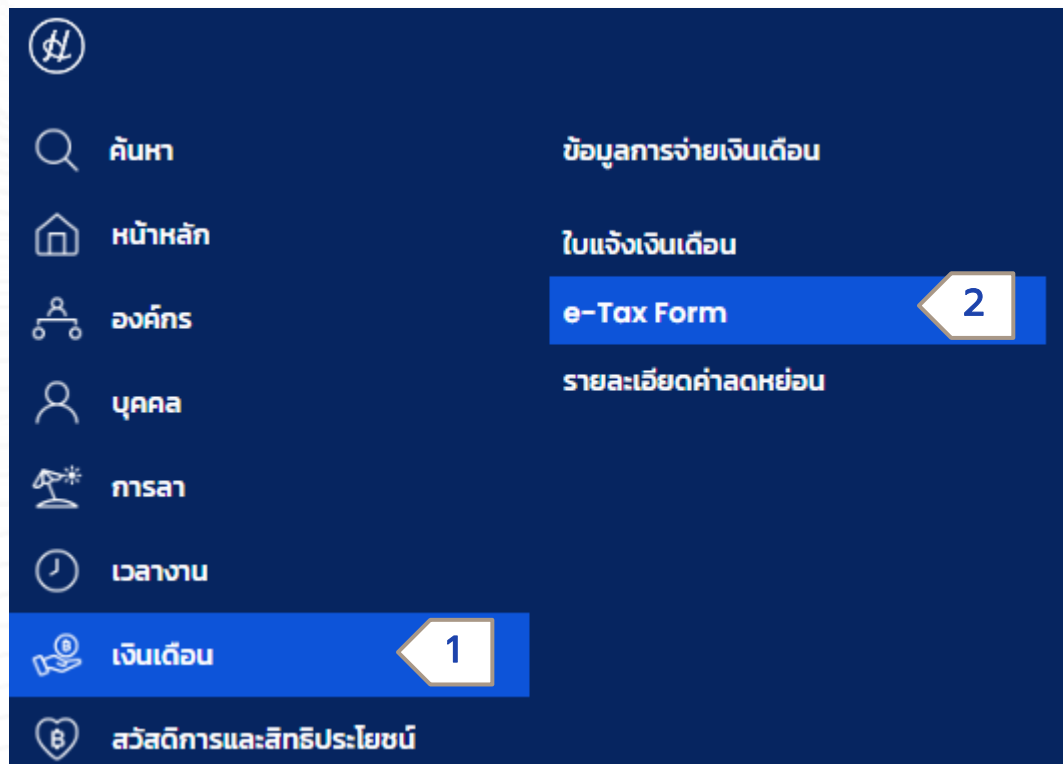 ค้นหา
หน้าหลัก
องค์กร
บุคคล
การลา
เวลางาน
เงินเดือน
1
สวัสดิการและสิทธิประโยชน์
ข้อมูลการจ่ายเงินเดือน
ใบแจ้งเงินเดือน
e-Tax Form
2
รายละเอียดค่าลดหย่อน